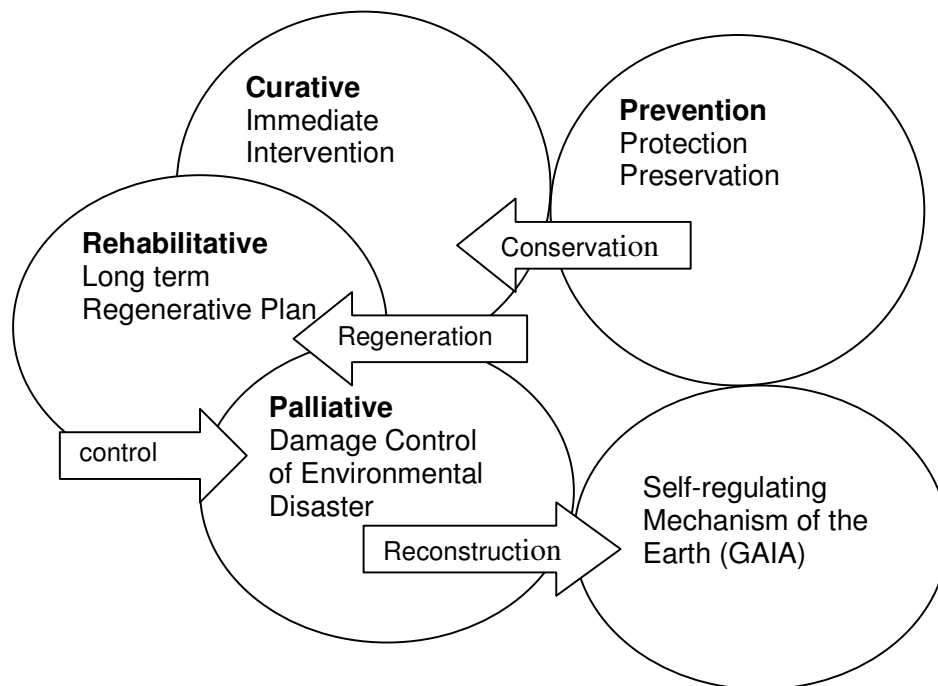 Curative
Immediate
Intervention
Prevention
Protection
Preservation
Conservation
Rehabilitative
Long term
Regenerative Plan
Regeneration
Palliative
Damage Control
of Environmental
Disaster
control
Reconstruction
Self-regulating
Mechanism of the
Earth (GAIA)